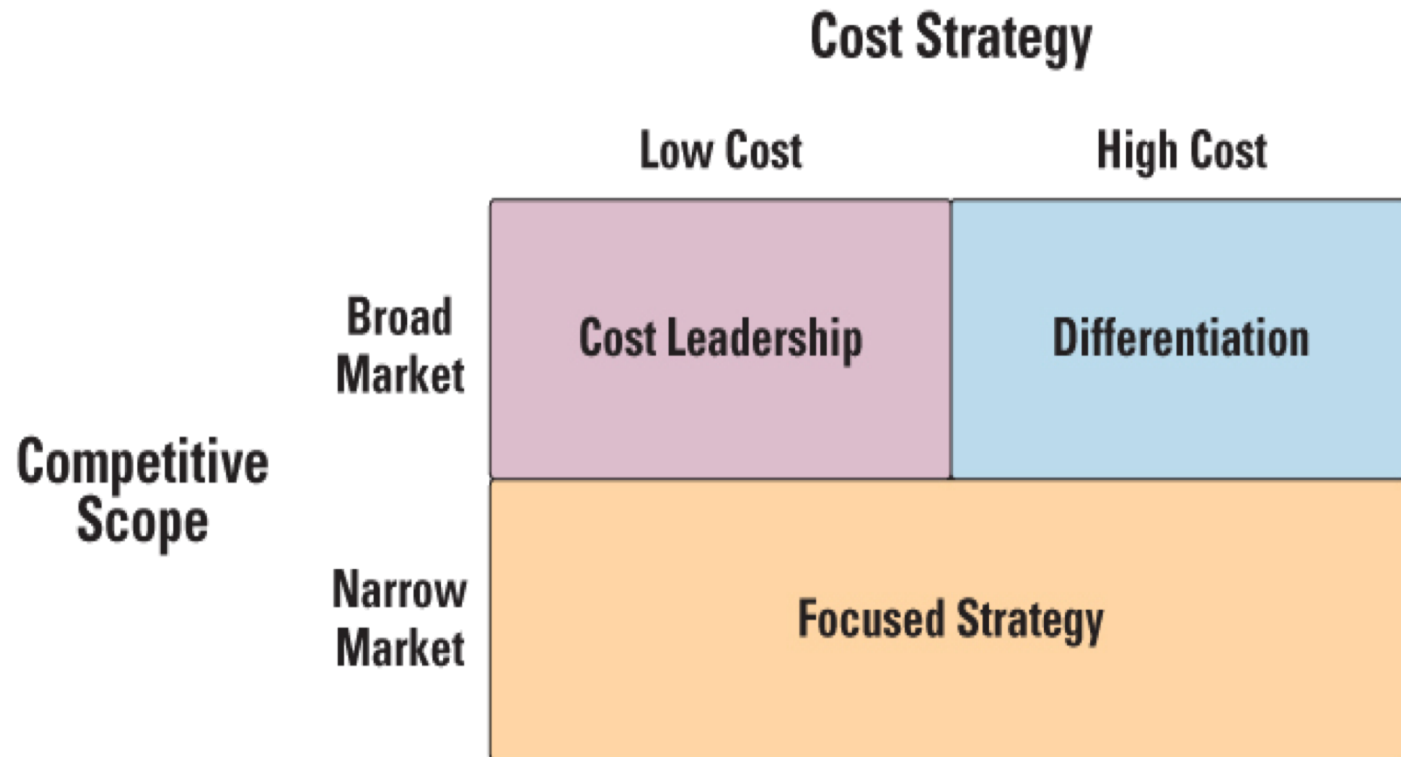 Cost Strategy
Low Cost
High Cost
Broad
Market
Cost Leadership
Differentiation
Competitive
Scope
Narrow
Market
Focused Strategy